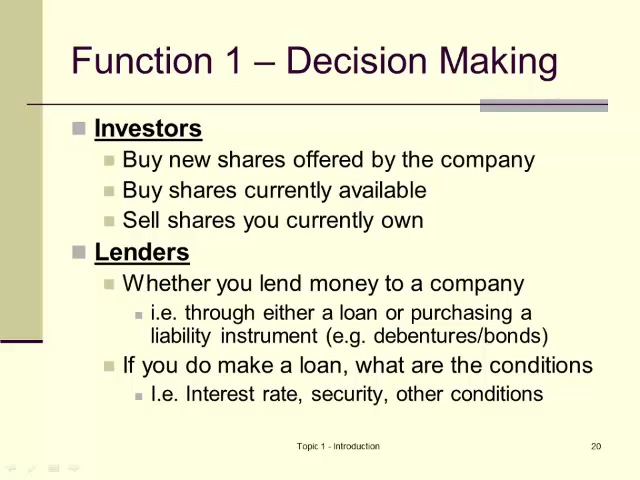 Function 1 – Decision Making
Investors
Buy new shares offered by the company
Buy shares currently available
Sell shares you currently own
Lenders
Whether you lend money to a company
i.e. through either a loan or purchasing a
liability instrument (e.g. debentures/bonds)
If you do make a loan, what are the conditions
I.e. Interest rate, security, other conditions
Topic 1 - Introduction
20